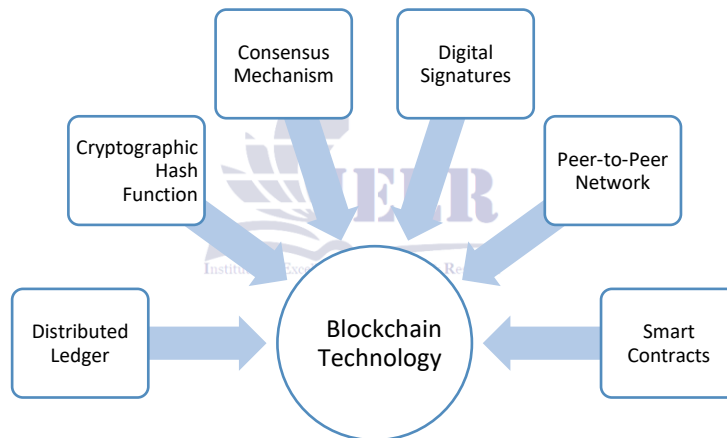 Consensus
Mechanism
Digital
Signatures
Cryptographic
Hash
Function
Peer-to-Peer
Network
Distributed
Ledger
Blockchain
Technology
Smart
Contracts